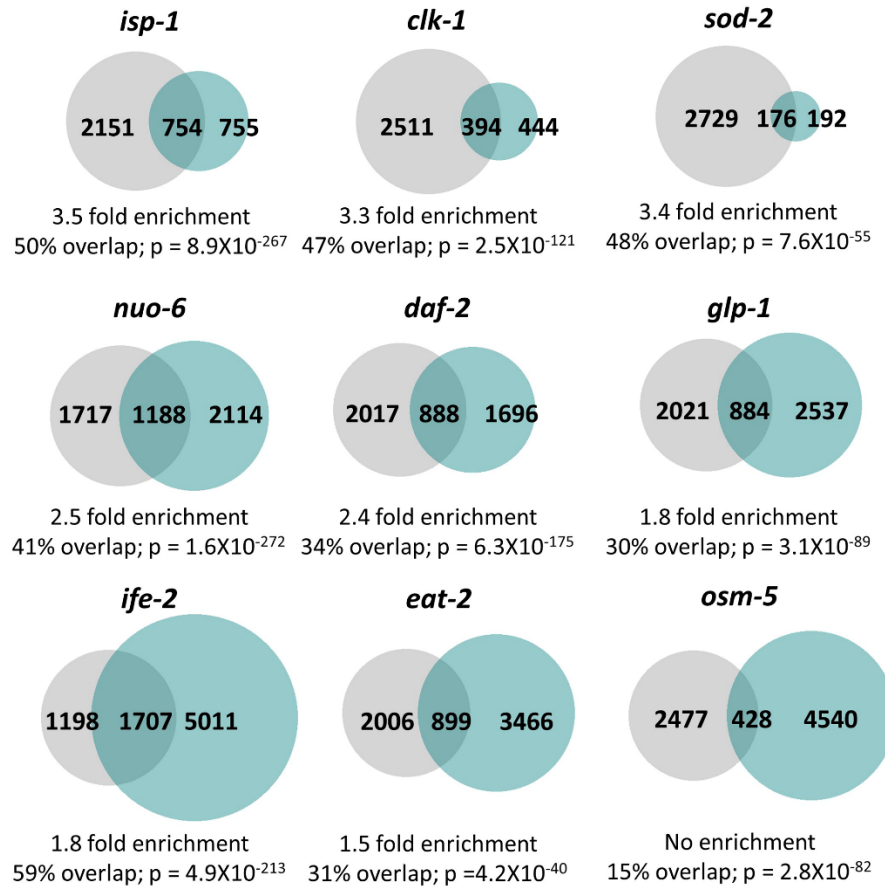 isp-1 clk-1 sod-2
2151 754 755 2511 394 444 2729 176 192
3.5 fold enrichment 3.3 fold enrichment 3.4 fold enrichment
50% overlap; p = 8.9X10⁻²⁶⁷ 47% overlap; p = 2.5X10⁻¹²¹ 48% overlap; p = 7.6X10⁻⁵⁵
nuo-6 daf-2 glp-1
1717 1188 2114 2017 888 1696 2021 884 2537
2.5 fold enrichment 2.4 fold enrichment 1.8 fold enrichment
41% overlap; p = 1.6X10⁻²⁷² 34% overlap; p = 6.3X10⁻¹⁷⁵ 30% overlap; p = 3.1X10⁻⁸⁹
ife-2 eat-2 osm-5
1198 1707 5011 2006 899 3466 2477 428 4540
1.8 fold enrichment 1.5 fold enrichment No enrichment
59% overlap; p = 4.9X10⁻²¹³ 31% overlap; p =4.2X10⁻⁴⁰ 15% overlap; p = 2.8X10⁻⁸²